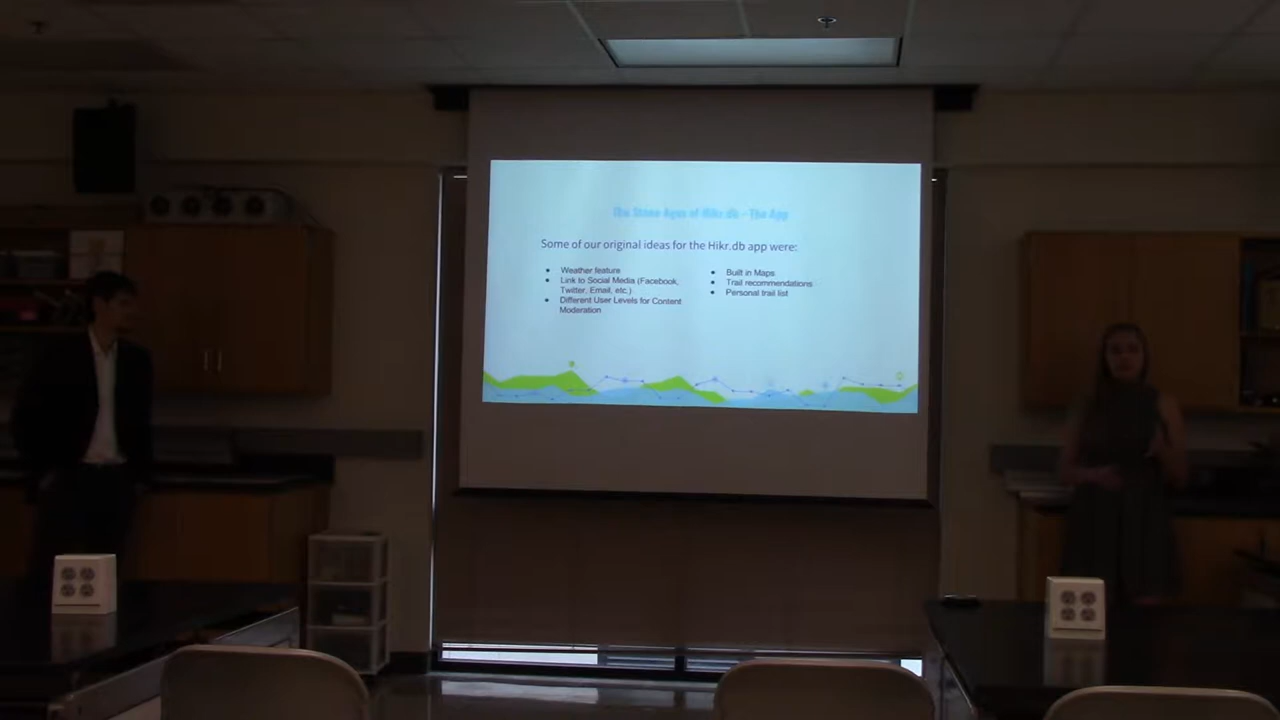 The Stone Ages of Hikr.db - The App
Some of our original ideas for the Hikr.db app were:
Weather feature
Link to Social Media (Facebook,
Twitter, Email, etc.)
Different User Levels for Content
Moderation
Built in Maps
Trail recommendations
Personal trail list